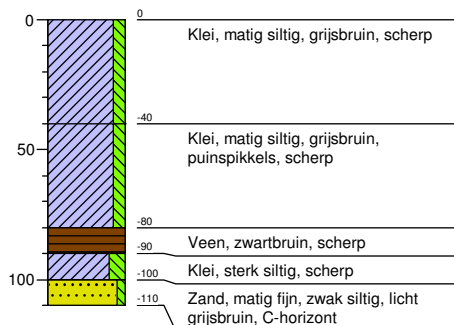 0
0
Klei, matig siltig, grijsbruin, scherp
-40
Klei, matig siltig, grijsbruin,
puinspikkels, scherp
50
-80
Veen, zwartbruin, scherp
-90
Klei, sterk siltig, scherp
100
-100
Zand, matig fijn, zwak siltig, licht
grijsbruin, C-horizont
-110